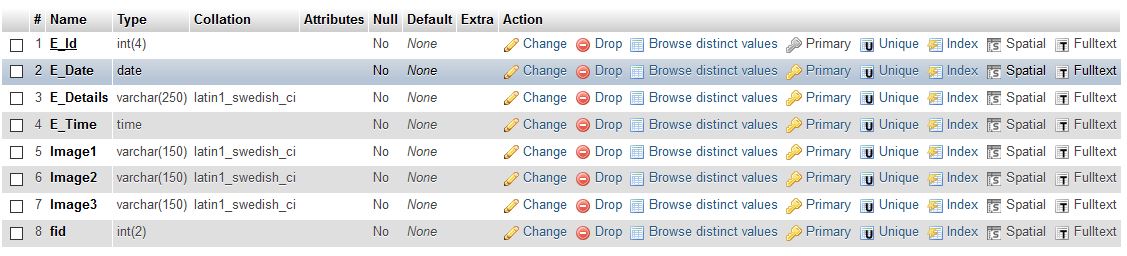 # Name Type Collation Attributes Null Default Extra Action
1 E_Id int(4) No None Change Drop Browse distinct values Primary U Unique Index S Spatial T Fulltext
2 E_Date date No None Change Drop Browse distinct values Primary U Unique Index S Spatial T Fulltext
3 E_Details varchar(250) latin1_swedish_ci No None Change Drop Browse distinct values Primary U Unique Index S Spatial T Fulltext
4 E_Time time No None Change Drop Browse distinct values Primary U Unique Index S Spatial T Fulltext
5 Image1 varchar(150) latin1_swedish_ci No None Change Drop Browse distinct values Primary U Unique Index S Spatial T Fulltext
6 Image2 varchar(150) latin1_swedish_ci No None Change Drop Browse distinct values Primary U Unique Index S Spatial T Fulltext
7 Image3 varchar(150) latin1_swedish_ci No None Change Drop Browse distinct values Primary U Unique Index S Spatial T Fulltext
8 fid int(2) No None Change Drop Browse distinct values Primary U Unique Index S Spatial T Fulltext